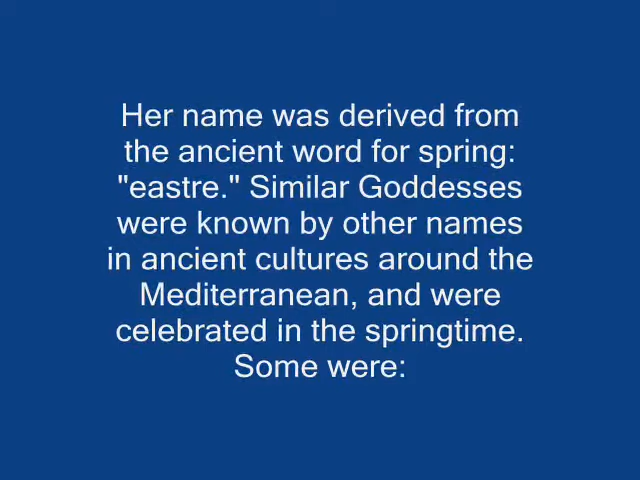 Her name was derived from
the ancient word for spring:
"eastre." Similar Goddesses
were known by other names
in ancient cultures around the
Mediterranean, and were
celebrated in the springtime.
Some were: